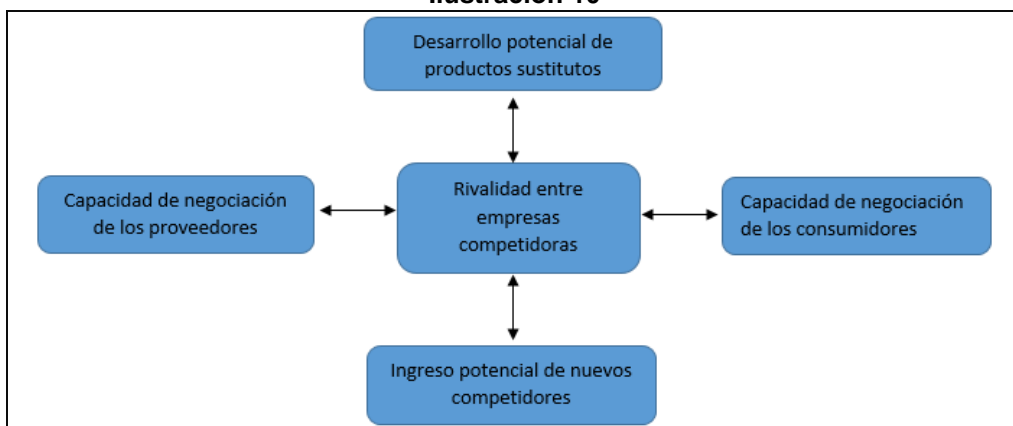 Desarrollo potencial de
productos sustitutos
Capacidad de negociación
de los proveedores
Rivalidad entre
empresas
competidoras
Capacidad de negociación
de los consumidores
Ingreso potencial de nuevos
competidores